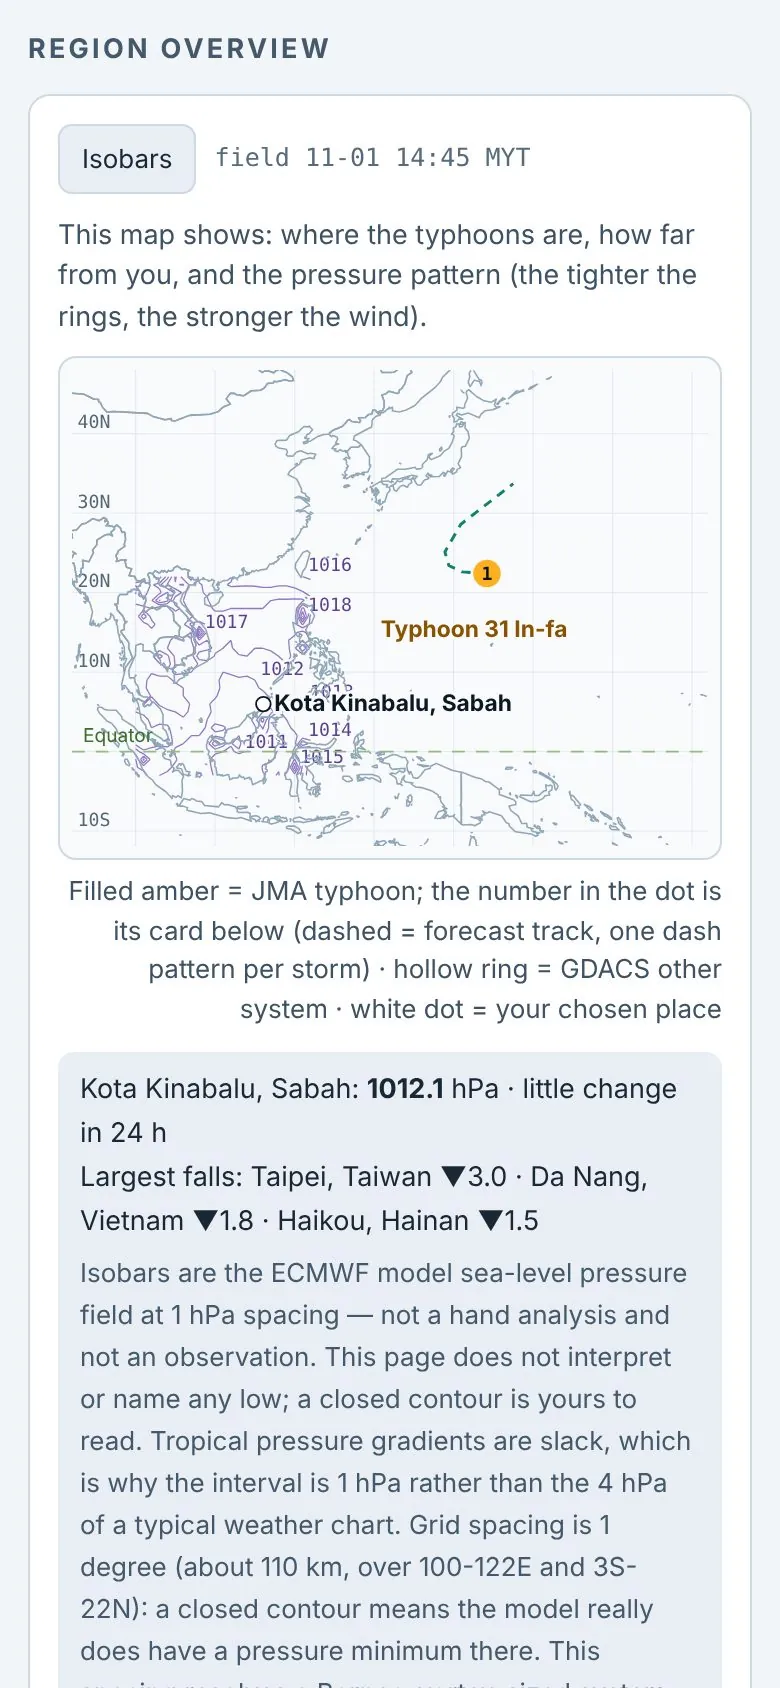 REGION OVERVIEW
Isobars
field 11-01 14:45 MYT
This map shows: where the typhoons are, how far
from you, and the pressure pattern (the tighter the
rings, the stronger the wind).
40N
30N
1016
1
20N
1018
1017
Typhoon 31 In-fa
10N
1012
Kota Kinabalu, Sabah
1014
Equator
1011
1015
10S
Filled amber = JMA typhoon; the number in the dot is
its card below (dashed = forecast track, one dash
pattern per storm) · hollow ring = GDACS other
system · white dot = your chosen place
Kota Kinabalu, Sabah: 1012.1 hPa · little change
in 24 h
Largest falls: Taipei, Taiwan ▼3.0 · Da Nang,
Vietnam ▼1.8 · Haikou, Hainan ▼1.5
Isobars are the ECMWF model sea-level pressure
field at 1 hPa spacing — not a hand analysis and
not an observation. This page does not interpret
or name any low; a closed contour is yours to
read. Tropical pressure gradients are slack, which
is why the interval is 1 hPa rather than the 4 hPa
of a typical weather chart. Grid spacing is 1
degree (about 110 km, over 100-122E and 3S-
22N): a closed contour means the model really
does have a pressure minimum there. This